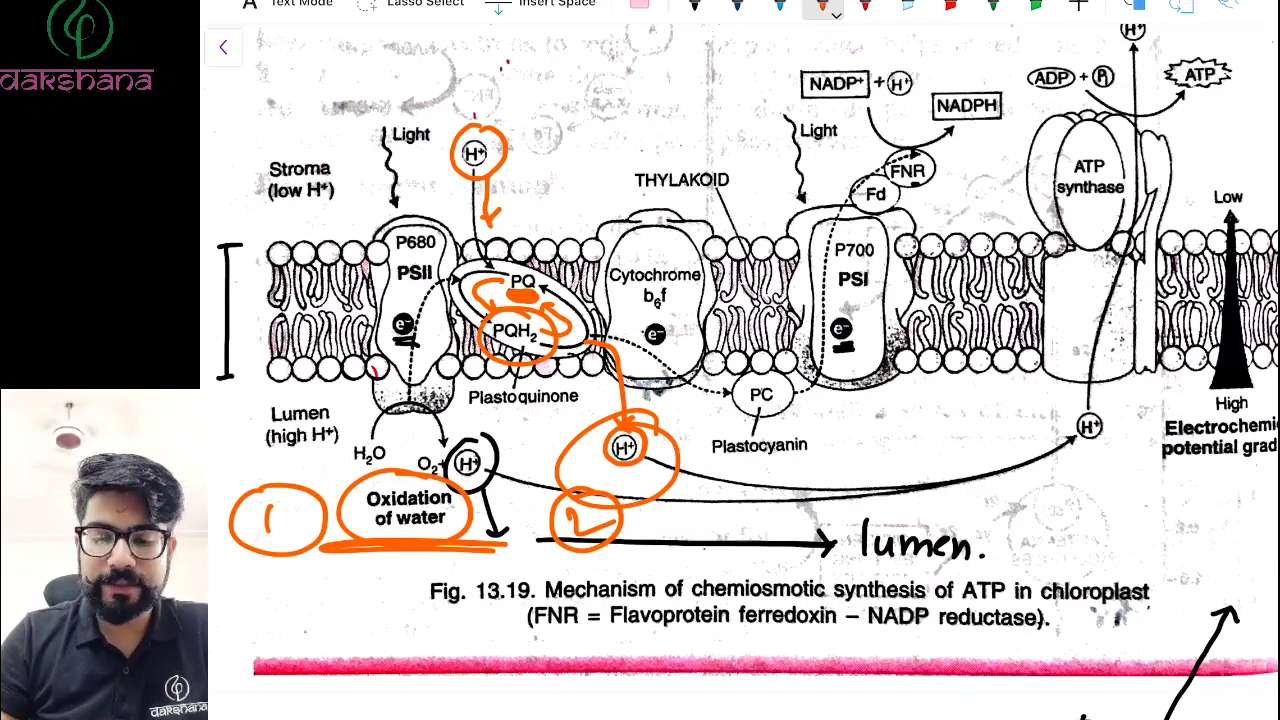 Text Mode
Lasso Select
Insert Space
dakshana
H+
NADP+ + H+
NADPH
ADP + Pi
ATP
Light
H+
Light
Stroma
(low H+)
THYLAKOID
FNR
Fd
ATP
synthase
Low
P680
PSII
PQ
PQH2
Cytochrome
b6f
P700
PSI
e-
e-
e-
Plastoquinone
PC
Plastocyanin
Lumen
(high H+)
H2O
O2+
H+
H+
H+
High
Electrochemi
potential grad
Oxidation
of water
1
2
lumen.
Fig. 13.19. Mechanism of chemiosmotic synthesis of ATP in chloroplast
(FNR = Flavoprotein ferredoxin – NADP reductase).
dakshana